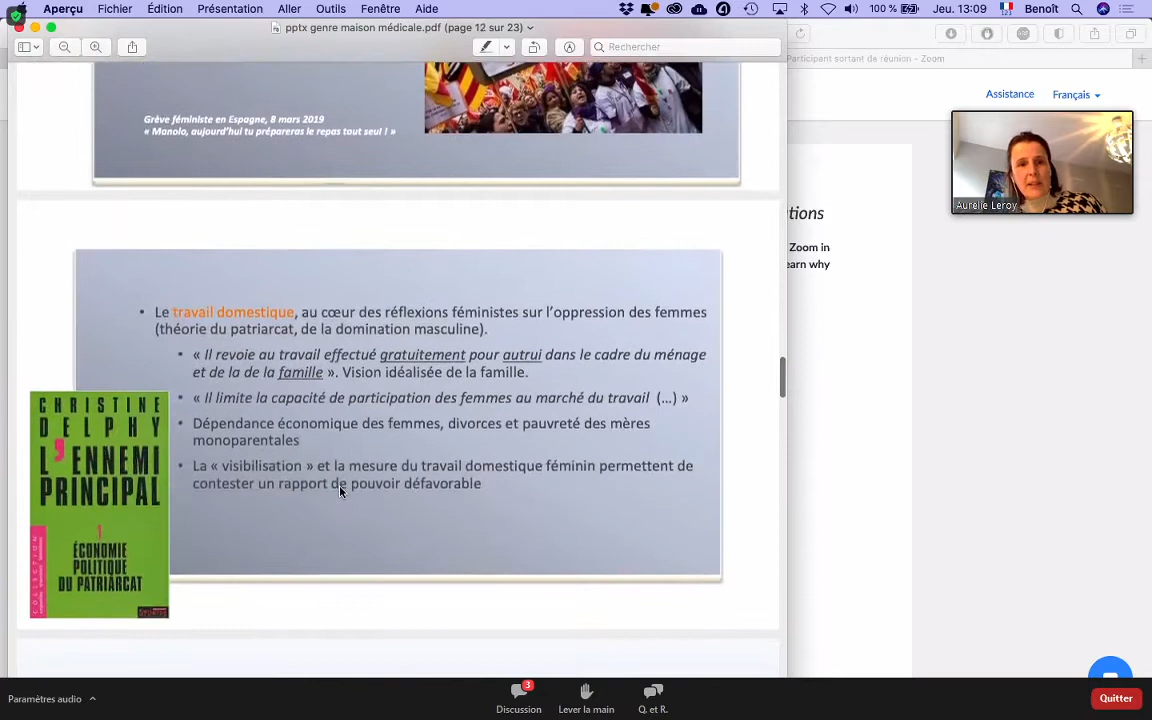 Aperçu Fichier Édition Présentation Aller Outils Fenêtre Aide 100 % Jeu. 13:09 Benoît
pptx genre maison médicale.pdf (page 12 sur 23)
Rechercher
Participant sortant de réunion - Zoom
Assistance Français
Grève féministe en Espagne, 8 mars 2019
« Manolo, aujourd'hui tu prépareras le repas tout seul ! »
Aurélie Leroy
tions
Zoom in
earn why
• Le travail domestique, au cœur des réflexions féministes sur l'oppression des femmes
(théorie du patriarcat, de la domination masculine).
• « Il revoie au travail effectué gratuitement pour autrui dans le cadre du ménage
et de la de la famille ». Vision idéalisée de la famille.
• « Il limite la capacité de participation des femmes au marché du travail (...) »
• Dépendance économique des femmes, divorces et pauvreté des mères
monoparentales
• La « visibilisation » et la mesure du travail domestique féminin permettent de
contester un rapport de pouvoir défavorable
CHRISTINE
DELPHY
L'ENNEMI
PRINCIPAL
1
ÉCONOMIE
POLITIQUE
DU PATRIARCAT
COLLECTION
Paramètres audio
3
Discussion Lever la main Q. et R.
Quitter